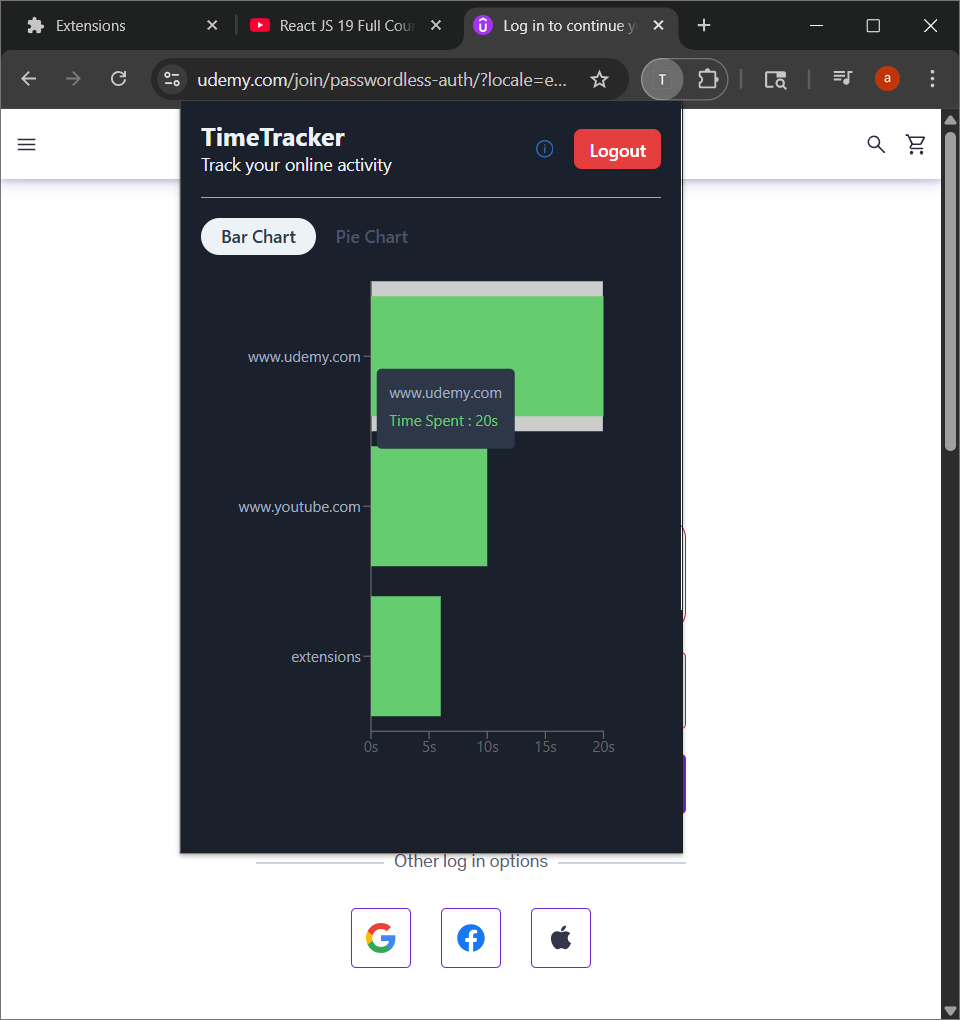 Extensions
React JS 19 Full Cou
Log in to continue y
udemy.com/join/passwordless-auth/?locale=e...
T
a
TimeTracker
Track your online activity
Logout
Bar Chart
Pie Chart
www.udemy.com
www.udemy.com
Time Spent : 20s
www.youtube.com
extensions
0s 5s 10s 15s 20s
Other log in options